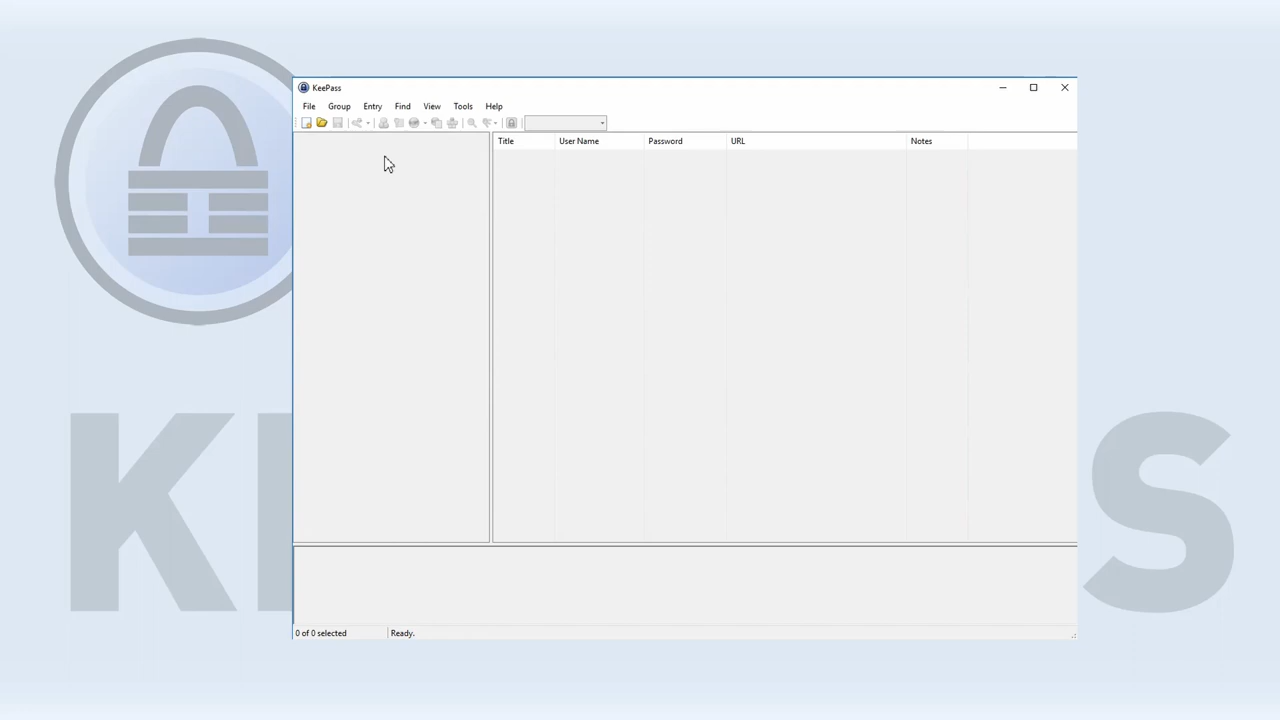 KeePass
File Group Entry Find View Tools Help
Title User Name Password URL Notes
0 of 0 selected Ready.